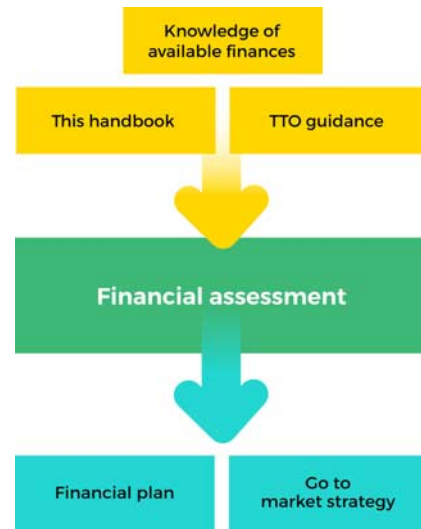 Knowledge of
available finances
This handbook
TTO guidance
Financial assessment
Financial plan
Go to
market strategy